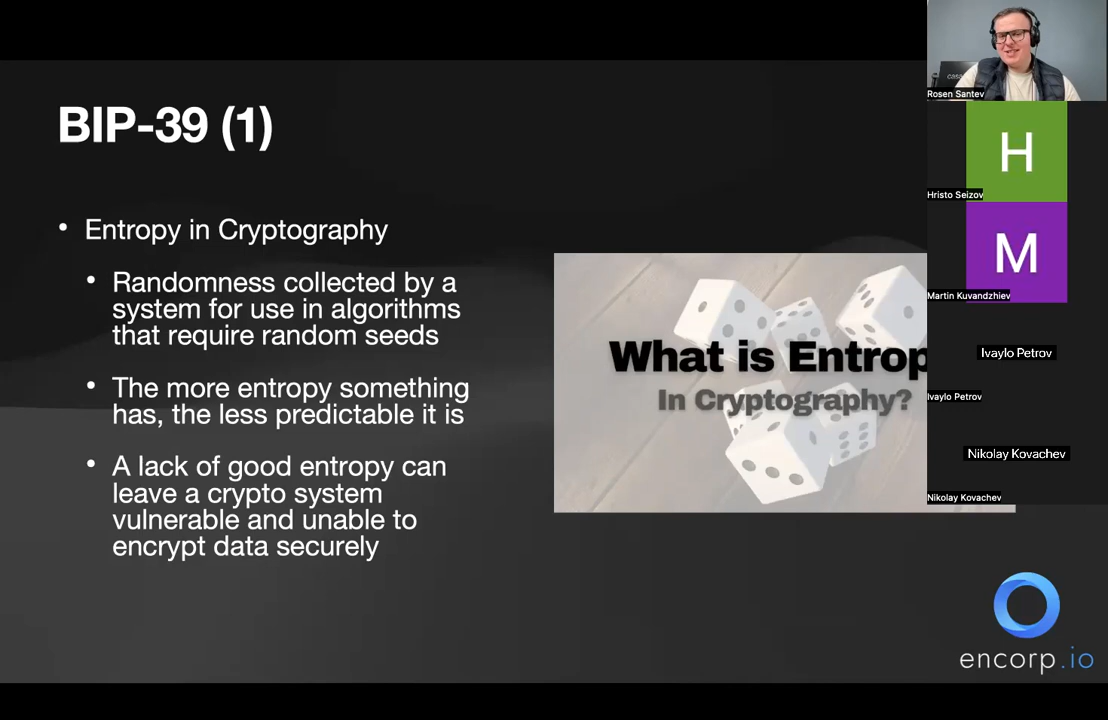 BIP-39 (1)
• Entropy in Cryptography
• Randomness collected by a
system for use in algorithms
that require random seeds
• The more entropy something
has, the less predictable it is
• A lack of good entropy can
leave a crypto system
vulnerable and unable to
encrypt data securely
What is Entrop
In Cryptography?
Rosen Santev
H
Hristo Seizov
M
Martin Kuvandzhiev
Ivaylo Petrov
Ivaylo Petrov
Nikolay Kovachev
Nikolay Kovachev
encorp.io